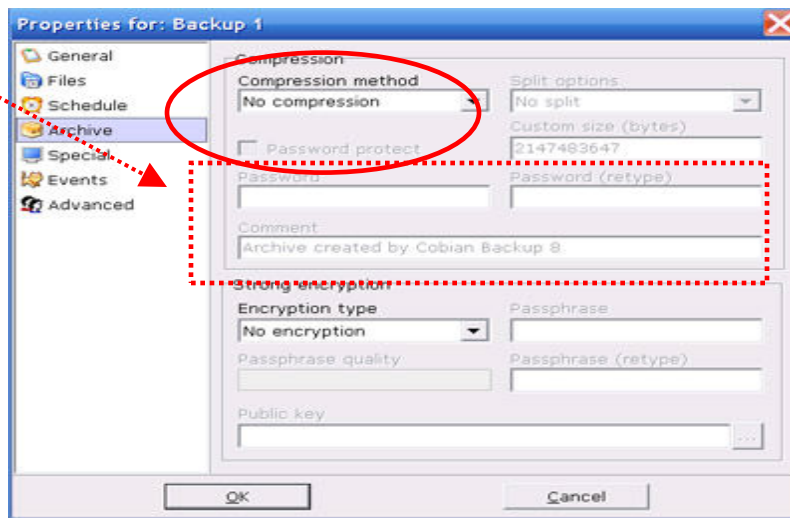 Properties for: Backup 1
General
Files
Schedule
Archive
Special
Events
Advanced
Compression
Compression method
Split options
No compression
No split
Custom size (bytes)
Password protect
2147483647
Password
Password (retype)
Comment
Archive created by Cobian Backup 8
Strong encryption
Encryption type
Passphrase
No encryption
Passphrase quality
Passphrase (retype)
Public key
...
OK
Cancel